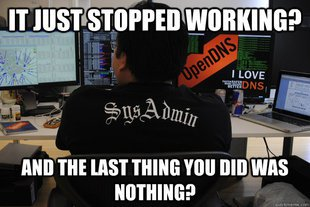 IT JUST STOPPED WORKING?
OpenDNS
I LOVE
DNS
SysAdmin
AND THE LAST THING YOU DID WAS
NOTHING?